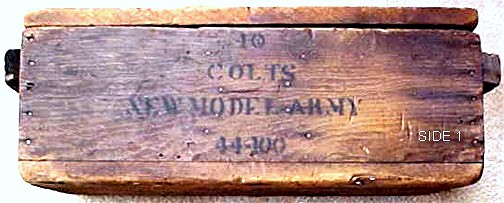 10
COLTS
NEW MODEL ARMY
44-100
SIDE 1